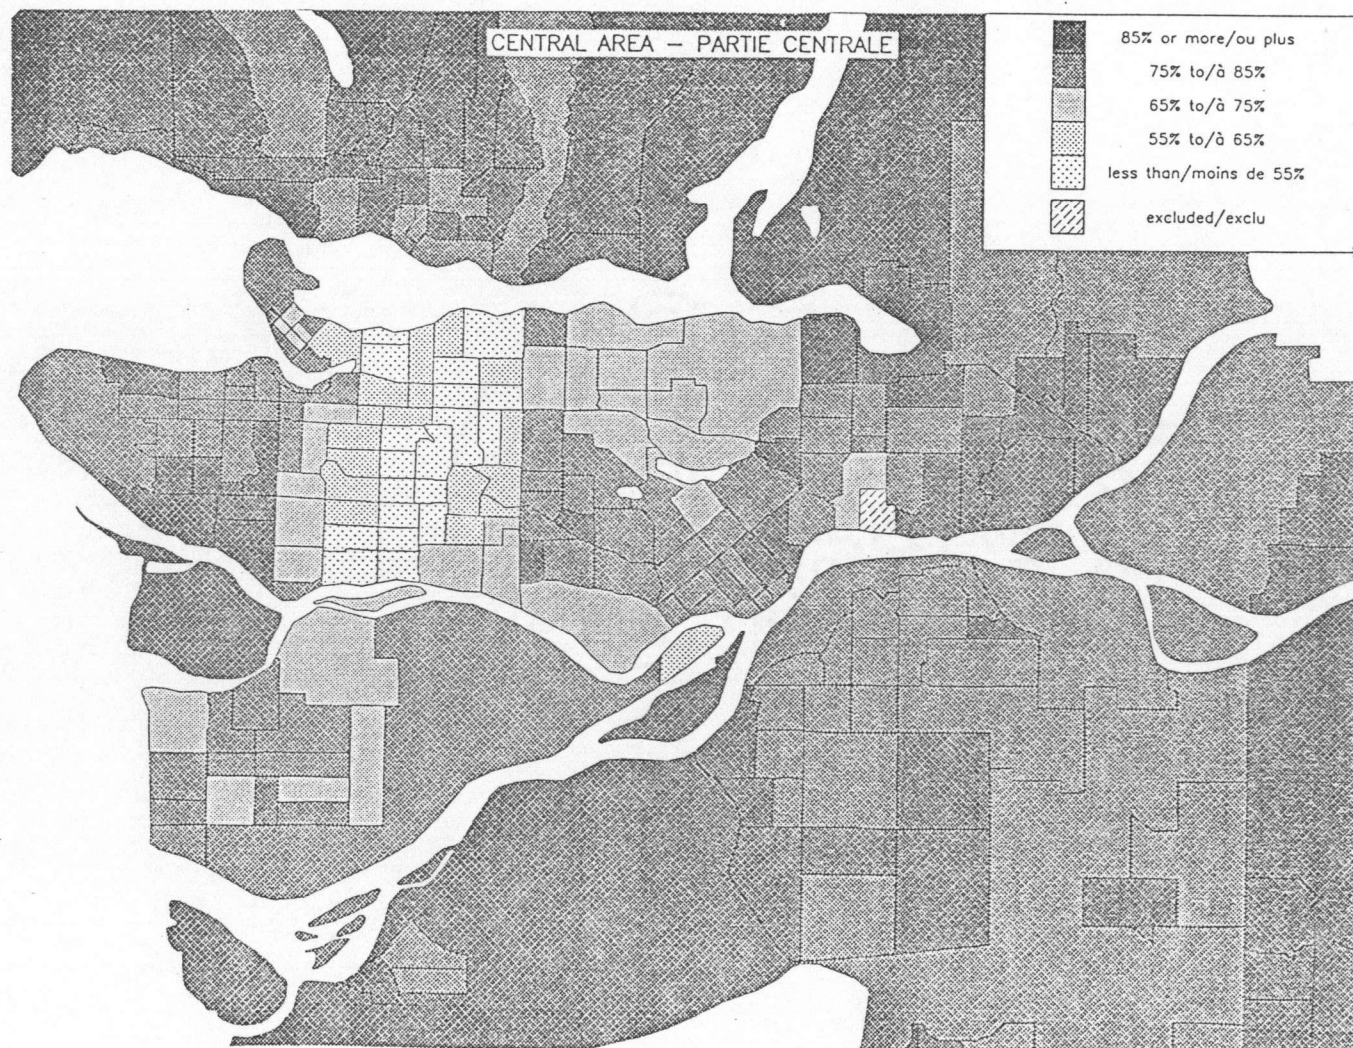 CENTRAL AREA – PARTIE CENTRALE
85% or more/ou plus
75% to/à 85%
65% to/à 75%
55% to/à 65%
less than/moins de 55%
excluded/exclu